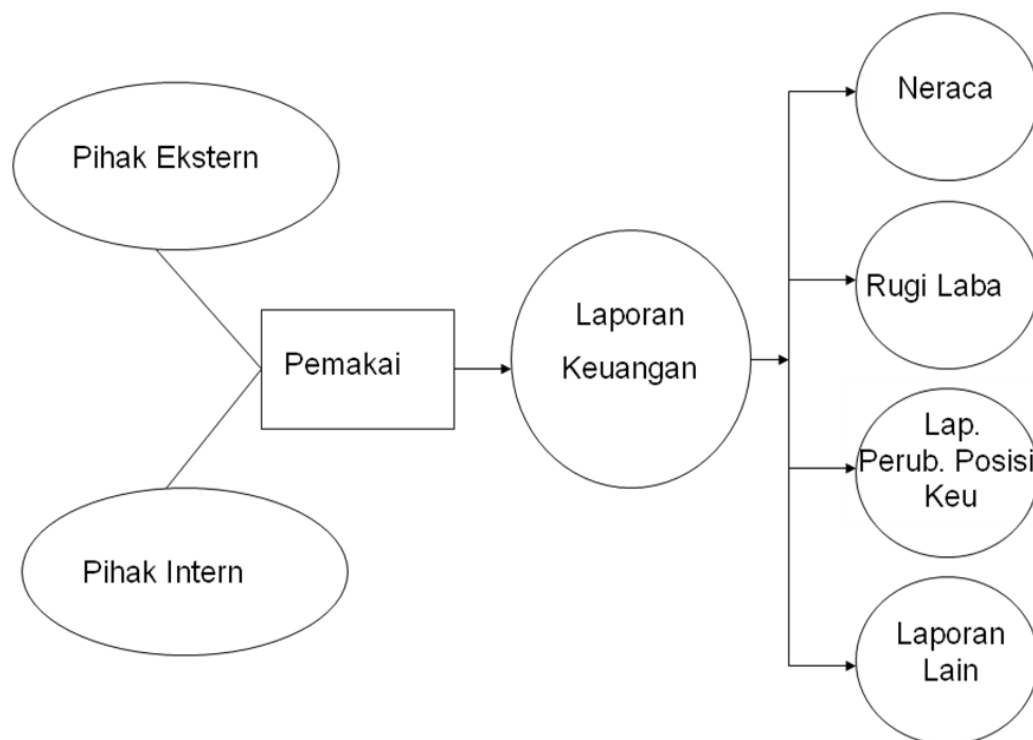 Pihak Ekstern
Pihak Intern
Pemakai
Laporan
Keuangan
Neraca
Rugi Laba
Lap.
Perub. Posisi
Keu
Laporan
Lain